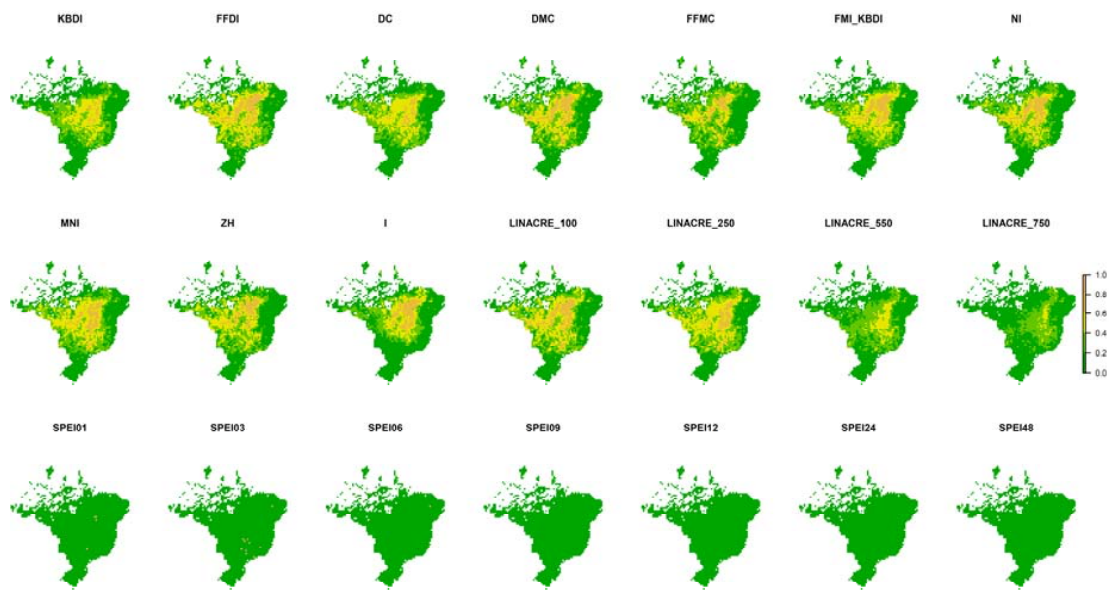 KBDI FFDI DC DMC FFMC FMI_KBDI NI
MNI ZH I LINACRE_100 LINACRE_250 LINACRE_550 LINACRE_750
1.0
0.8
0.6
0.4
0.2
0.0
SPEI01 SPEI03 SPEI06 SPEI09 SPEI12 SPEI24 SPEI48